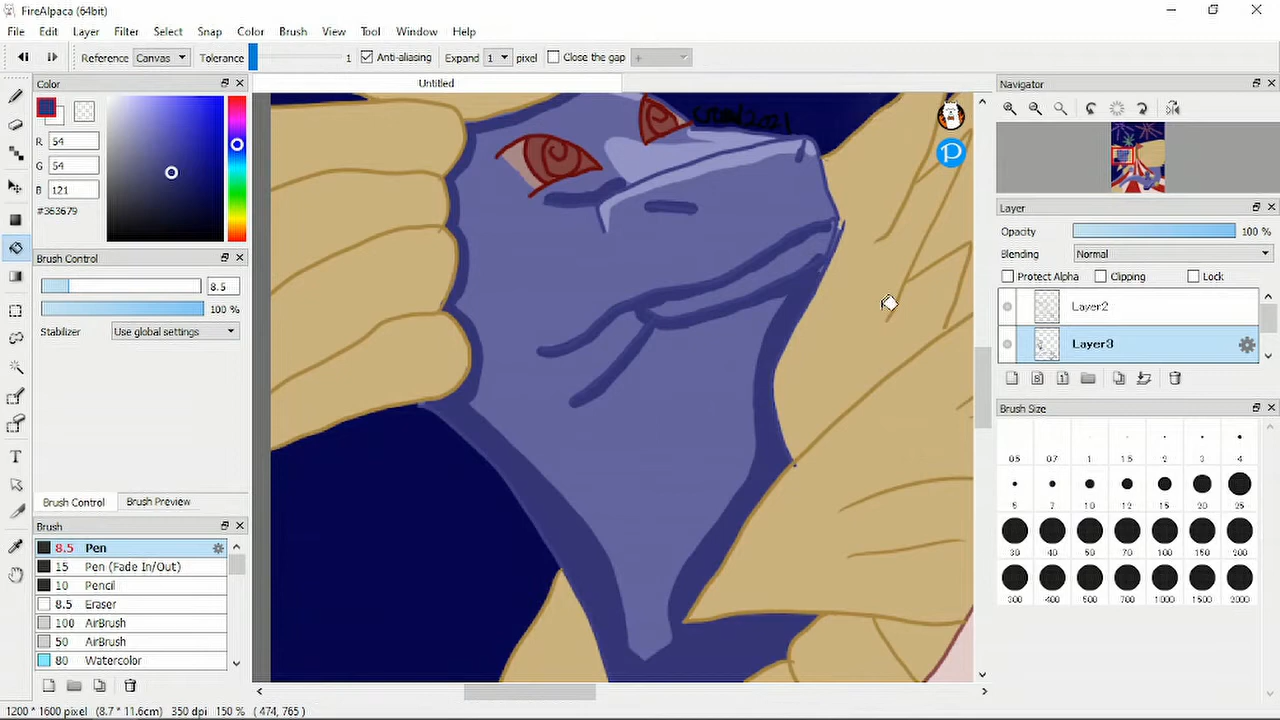 FireAlpaca (64bit)
File Edit Layer Filter Select Snap Color Brush View Tool Window Help
Reference Canvas Tolerance 1 Anti-aliasing Expand 1 pixel Close the gap +
Color
Untitled
Navigator
R 54
G 54
B 121
#363679
P
Layer
Opacity 100 %
Blending Normal
Protect Alpha Clipping Lock
Layer2
Layer3
Brush Control
8.5
100 %
Stabilizer Use global settings
Brush Size
0.5 0.7 1 1.5 2 3 4
5 7 10 12 15 20 25
30 40 50 70 100 150 200
300 400 500 700 1000 1500 2000
Brush Control Brush Preview
Brush
8.5 Pen
15 Pen (Fade In/Out)
10 Pencil
8.5 Eraser
100 AirBrush
50 AirBrush
80 Watercolor
1200 * 1600 pixel (8.7 * 11.6cm) 350 dpi 150 % ( 474, 765 )